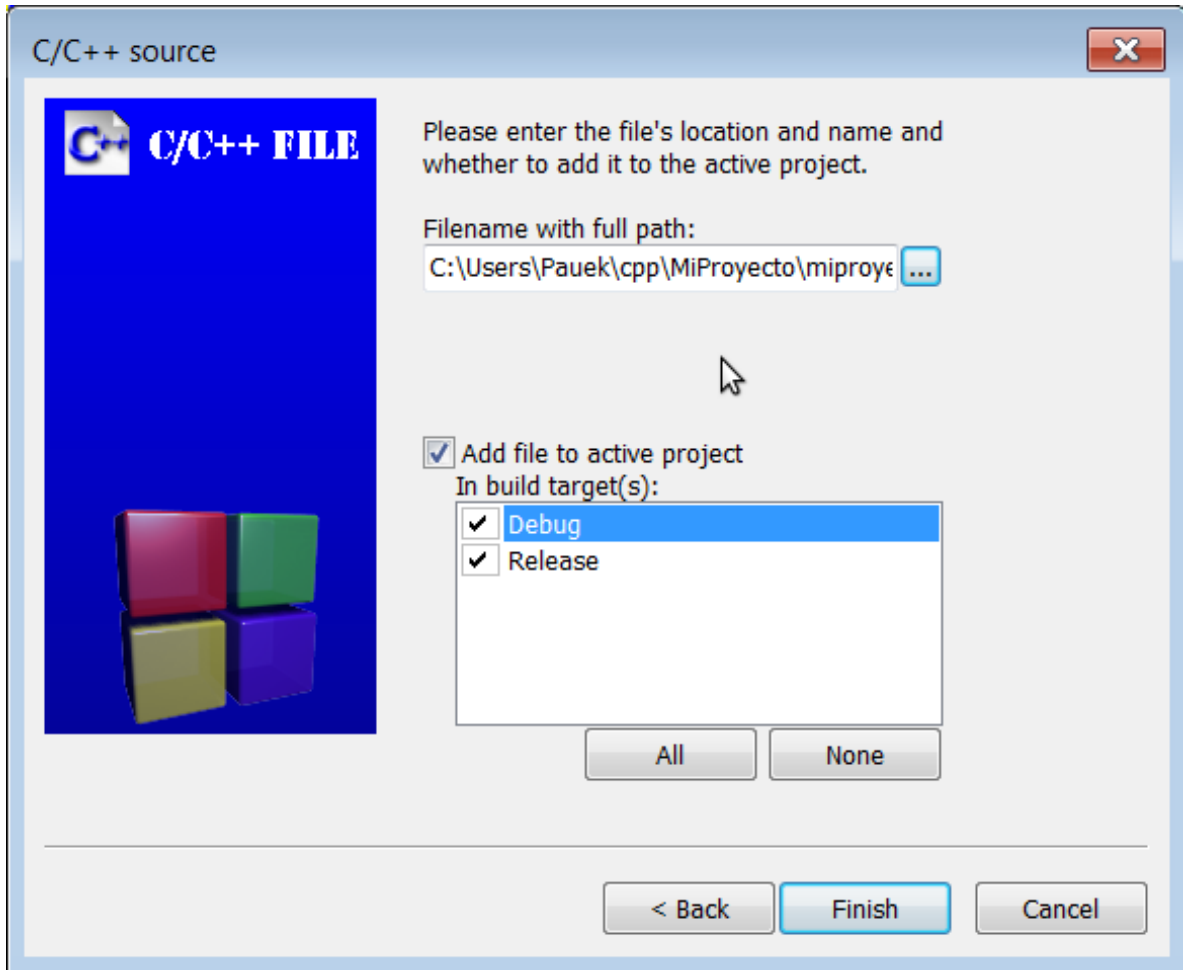 C/C++ source
C++ C/C++ FILE
Please enter the file's location and name and
whether to add it to the active project.
Filename with full path:
C:\Users\Pauek\cpp\MiProyecto\miproye ...
Add file to active project
In build target(s):
Debug
Release
All None
< Back Finish Cancel